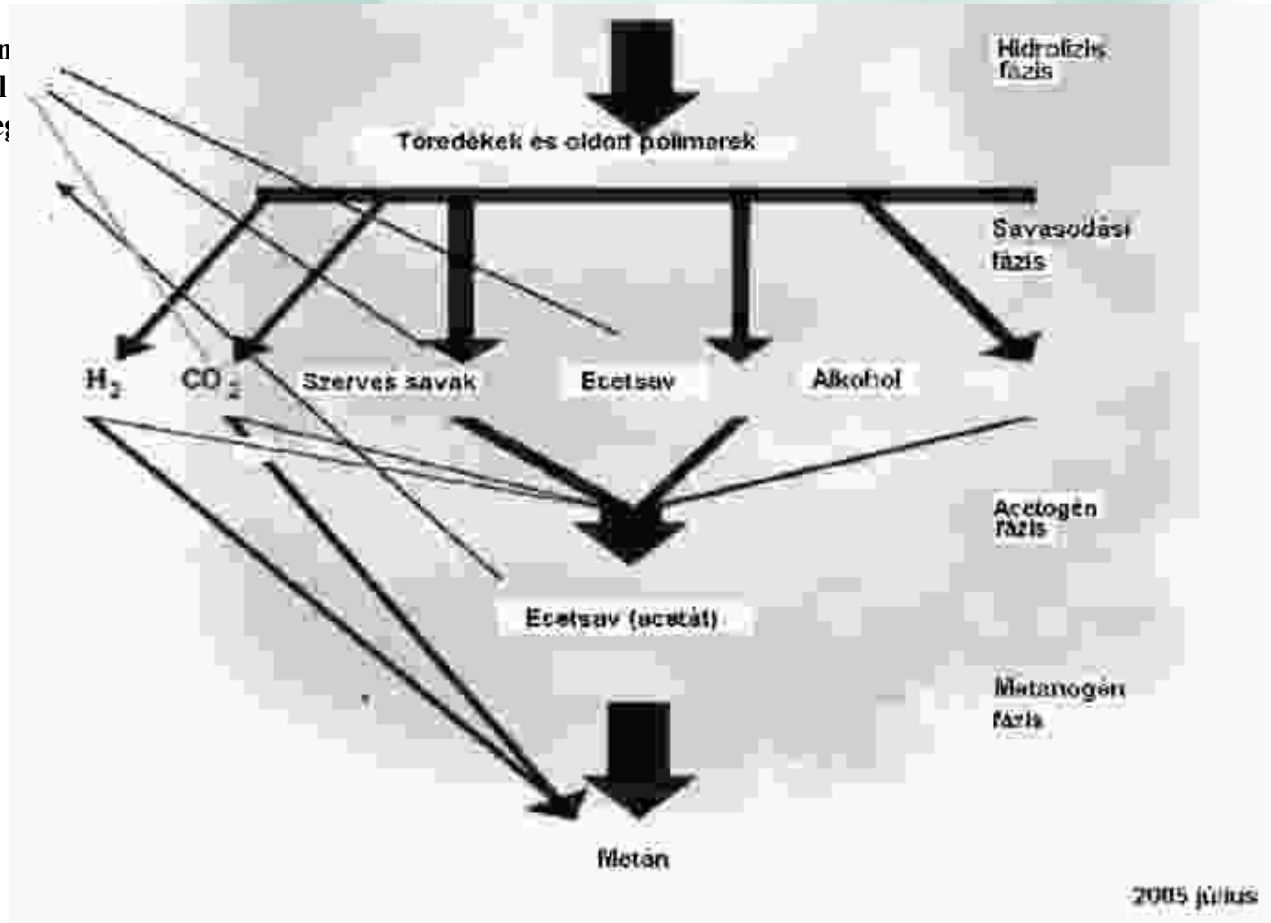 Hidrolízis
fázis
Töredékek és oldott polimerek
Savasodási
fázis
H2 CO2 Szerves savak Ecetsav Alkohol
Acetogén
fázis
Ecetsav (acetát)
Metanogén
fázis
Metán
2005 július